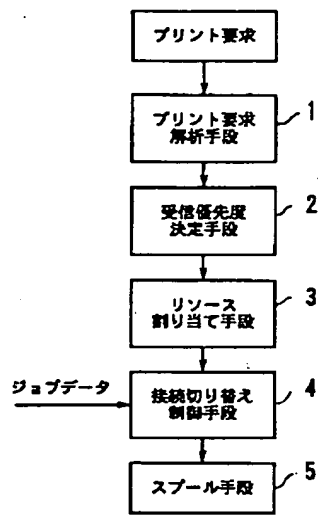 プリント要求
プリント要求
解析手段
1
受信優先度
決定手段
2
リソース
割り当て手段
3
ジョブデータ
接続切り替え
制御手段
4
スプール手段
5